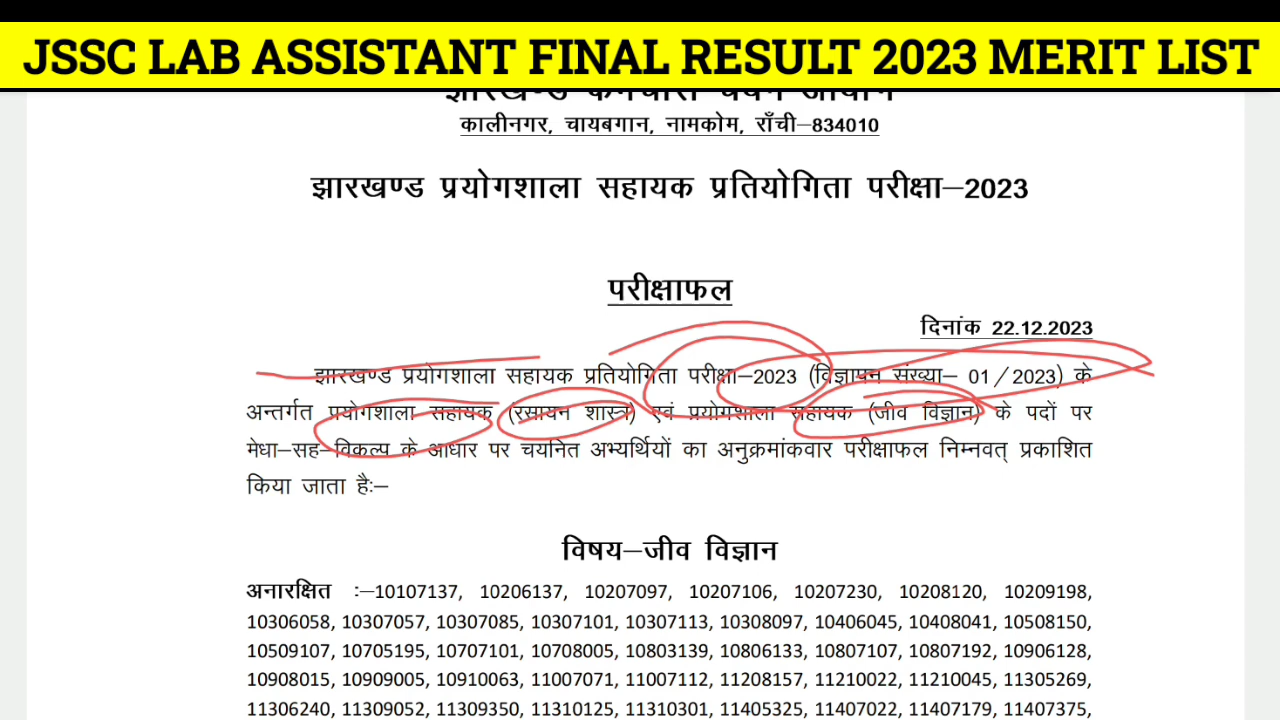 JSSC LAB ASSISTANT FINAL RESULT 2023 MERIT LIST
झारखण्ड कर्मचारी चयन आयोग
कालीनगर, चायबगान, नामकोम, राँची–834010
झारखण्ड प्रयोगशाला सहायक प्रतियोगिता परीक्षा–2023
परीक्षाफल
दिनांक 22.12.2023
झारखण्ड प्रयोगशाला सहायक प्रतियोगिता परीक्षा–2023 (विज्ञापन संख्या– 01/2023) के
अन्तर्गत प्रयोगशाला सहायक (रसायन शास्त्र) एवं प्रयोगशाला सहायक (जीव विज्ञान) के पदों पर
मेधा–सह–विकल्प के आधार पर चयनित अभ्यर्थियों का अनुक्रमांकवार परीक्षाफल निम्नवत् प्रकाशित
किया जाता हैः–
विषय–जीव विज्ञान
अनारक्षित :–10107137, 10206137, 10207097, 10207106, 10207230, 10208120, 10209198,
10306058, 10307057, 10307085, 10307101, 10307113, 10308097, 10406045, 10408041, 10508150,
10509107, 10705195, 10707101, 10708005, 10803139, 10806133, 10807107, 10807192, 10906128,
10908015, 10909005, 10910063, 11007071, 11007112, 11208157, 11210022, 11210045, 11305269,
11306240, 11309052, 11309350, 11310125, 11310301, 11405325, 11407022, 11407179, 11407375,